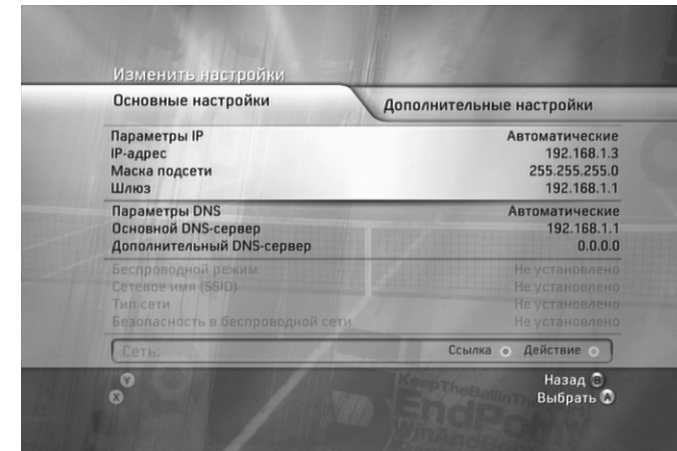 Изменить настройки
Основные настройки
Дополнительные настройки
Параметры IP Автоматические
IP-адрес 192.168.1.3
Маска подсети 255.255.255.0
Шлюз 192.168.1.1
Параметры DNS Автоматические
Основной DNS-сервер 192.168.1.1
Дополнительный DNS-сервер 0.0.0.0
Беспроводной режим Не установлено
Сетевое имя (SSID) Не установлено
Тип сети Не установлено
Безопасность в беспроводной сети Не установлено
Сеть: Ссылка Действие
Y Назад B
X Выбрать A
KeepTheBallInTh
EndPoint
WinAndB